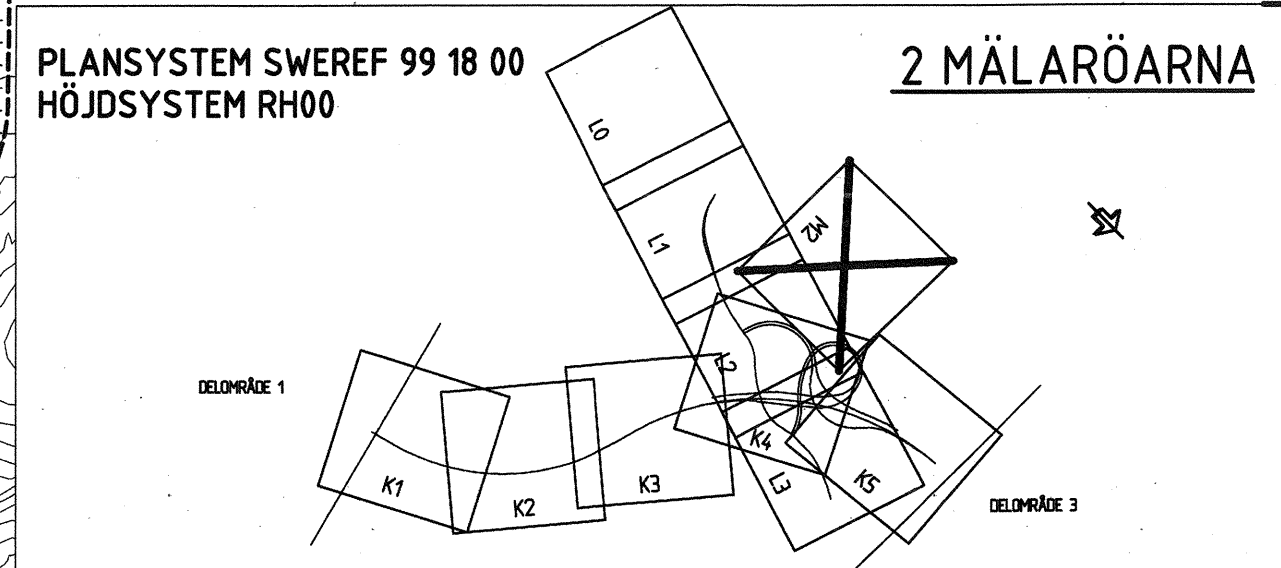 PLANSYSTEM SWEREF 99 18 00
HÖJDSYSTEM RH00
2 MÄLARÖARNA
L0
L1
M2
DELOMRÅDE 1
L2
K4
K1
K2
K3
L3
K5
DELOMRÅDE 3